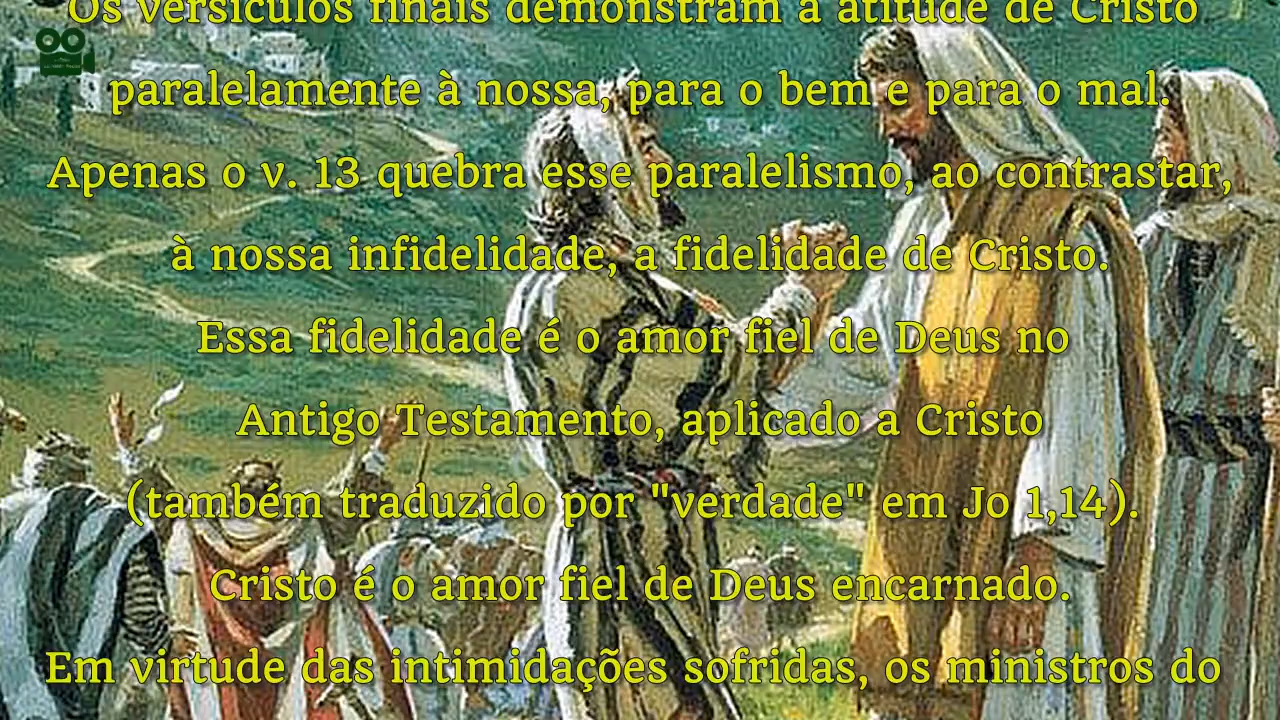 Os versículos finais demonstram a atitude de Cristo
paralelamente à nossa, para o bem e para o mal.
Apenas o v. 13 quebra esse paralelismo, ao contrastar,
à nossa infidelidade, a fidelidade de Cristo.
Essa fidelidade é o amor fiel de Deus no
Antigo Testamento, aplicado a Cristo
(também traduzido por "verdade" em Jo 1,14).
Cristo é o amor fiel de Deus encarnado.
Em virtude das intimidações sofridas, os ministros do